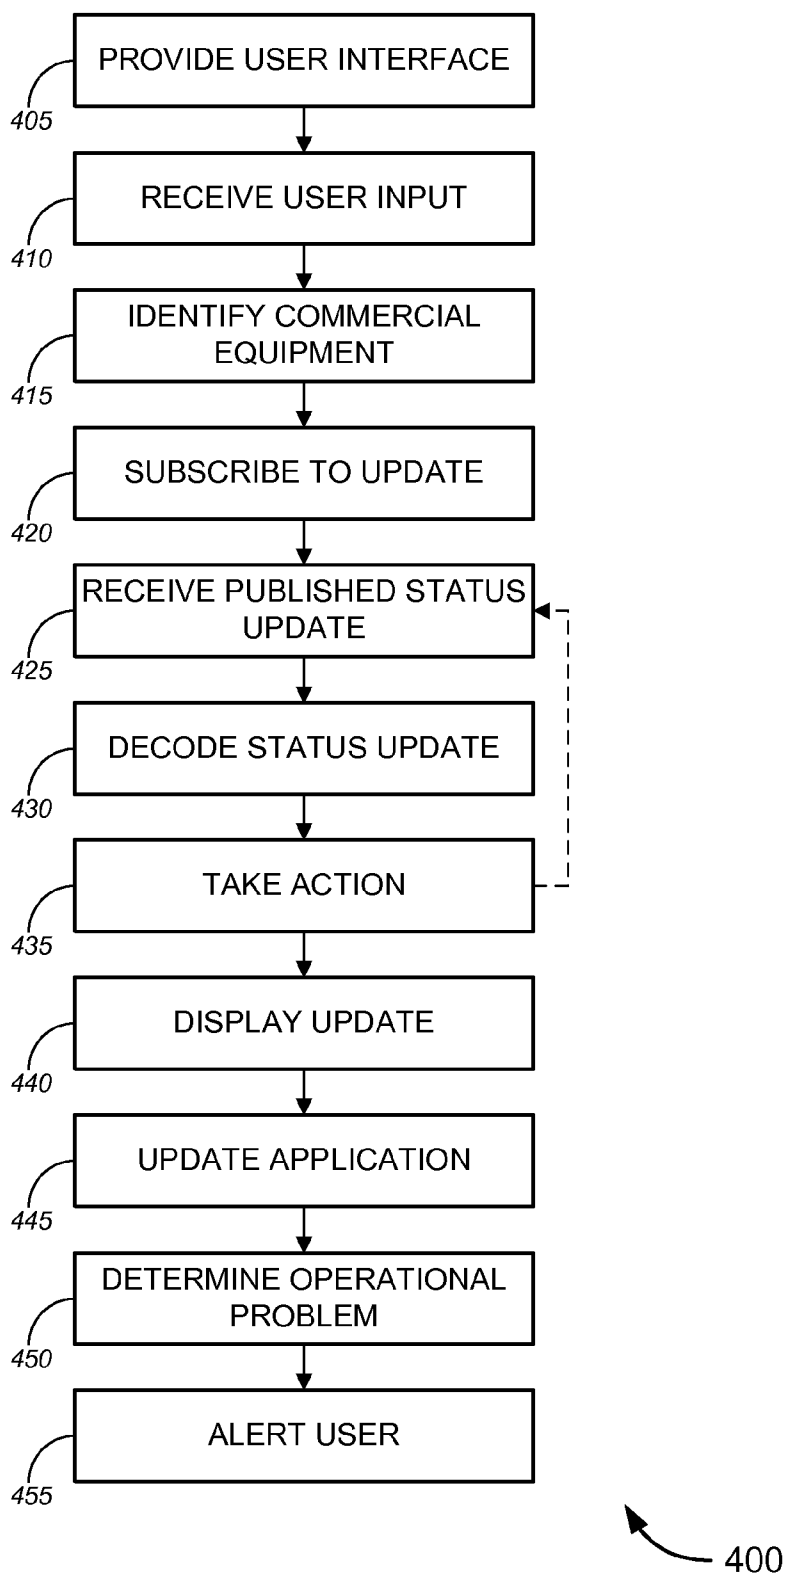 PROVIDE USER INTERFACE
405
RECEIVE USER INPUT
410
IDENTIFY COMMERCIAL
EQUIPMENT
415
SUBSCRIBE TO UPDATE
420
RECEIVE PUBLISHED STATUS
UPDATE
425
DECODE STATUS UPDATE
430
TAKE ACTION
435
DISPLAY UPDATE
440
UPDATE APPLICATION
445
DETERMINE OPERATIONAL
PROBLEM
450
ALERT USER
455
400